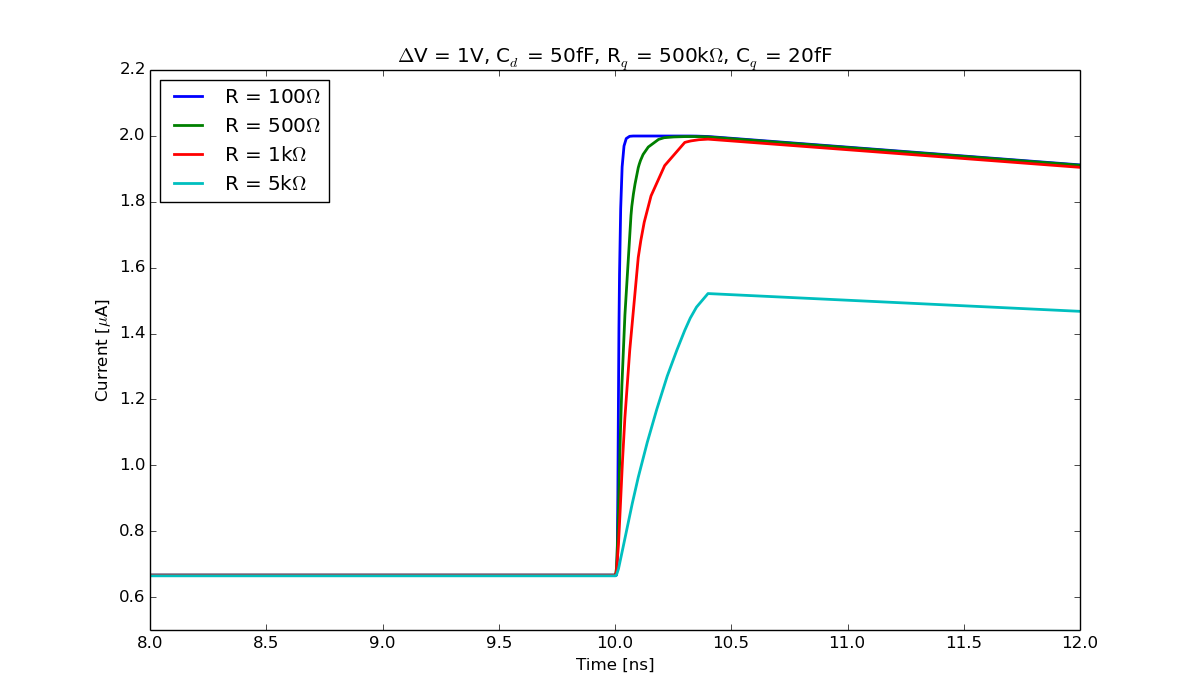 ΔV = 1V, C_d = 50fF, R_q = 500kΩ, C_q = 20fF
2.2
2.0
1.8
1.6
1.4
1.2
1.0
0.8
0.6
R = 100Ω
R = 500Ω
R = 1kΩ
R = 5kΩ
Current [μA]
8.0 8.5 9.0 9.5 10.0 10.5 11.0 11.5 12.0
Time [ns]